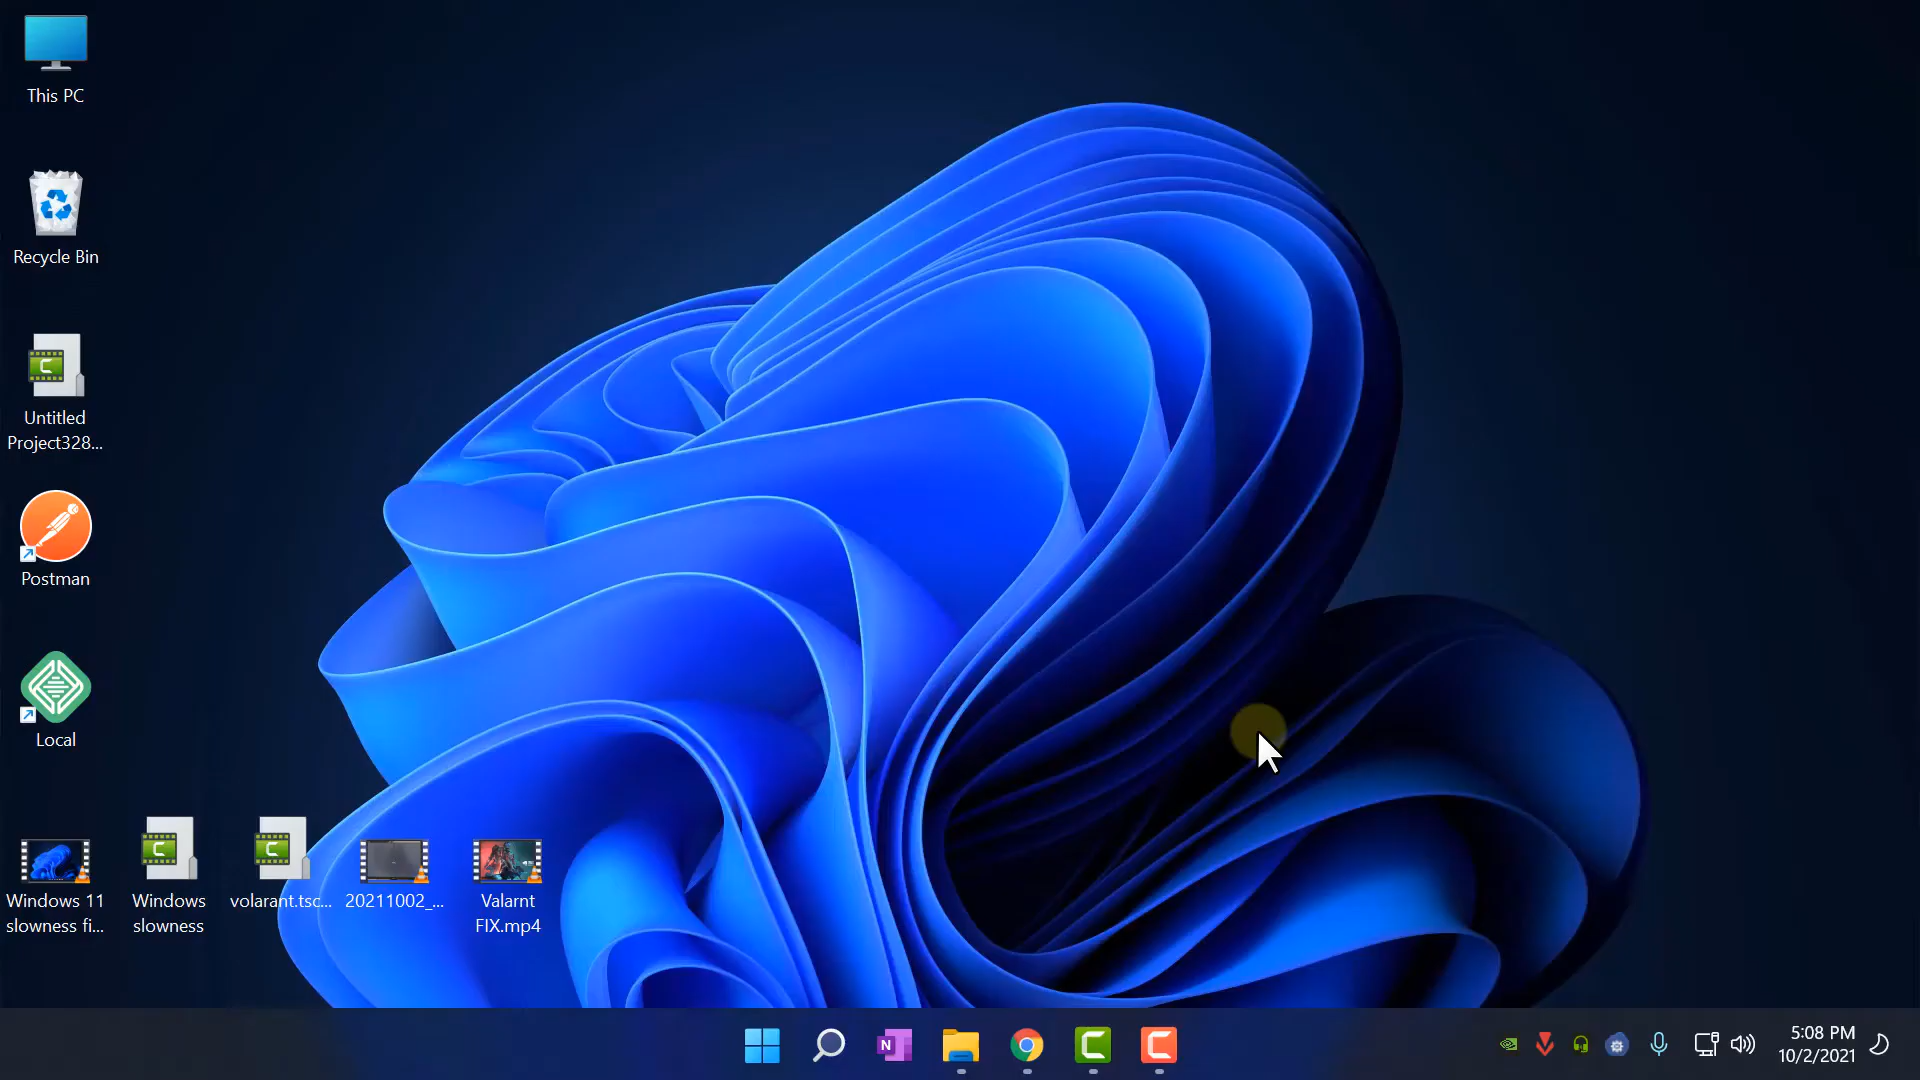 This PC
Recycle Bin
Untitled
Project328...
Postman
Local
Windows 11
slowness fi...
Windows
slowness
volarant.tsc...
20211002_...
Valarnt
FIX.mp4
N
5:08 PM
10/2/2021